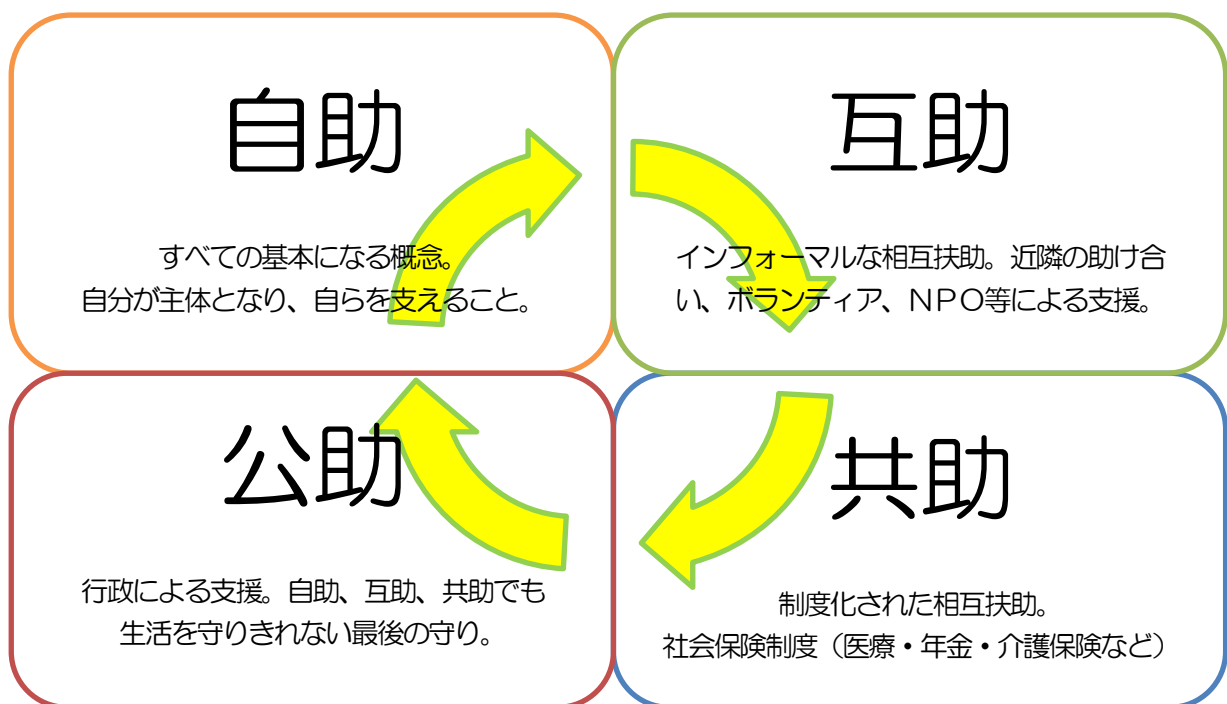 自助
すべての基本になる概念。
自分が主体となり、自らを支えること。
互助
インフォーマルな相互扶助。近隣の助け合
い、ボランティア、ＮＰＯ等による支援。
公助
行政による支援。自助、互助、共助でも
生活を守りきれない最後の守り。
共助
制度化された相互扶助。
社会保険制度（医療・年金・介護保険など）